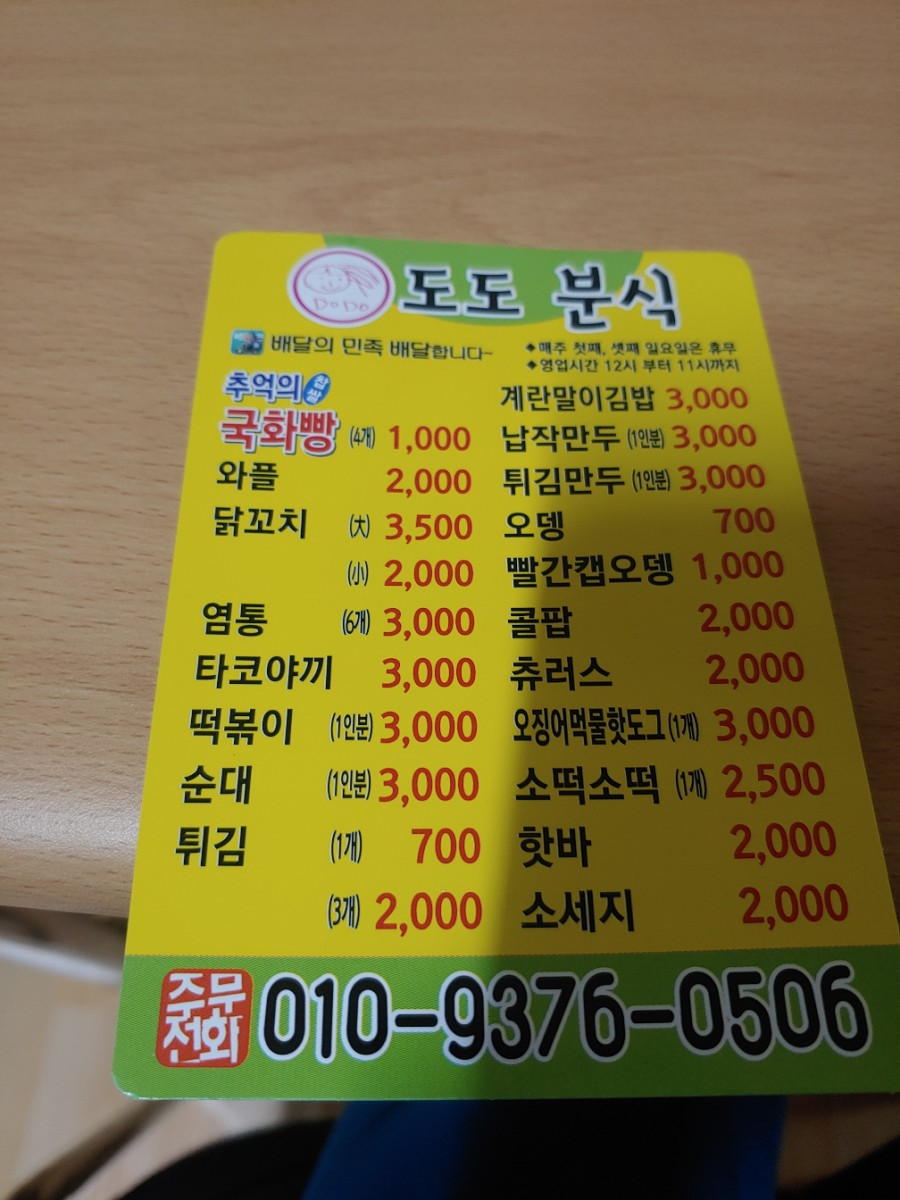 DoDo 도도 분식
배달의 민족 배달합니다~
◆매주 첫째, 셋째 일요일은 휴무
◆영업시간 12시 부터 11시까지
추억의 찹쌀
국화빵 (4개) 1,000
와플 2,000
닭꼬치 (大) 3,500
(小) 2,000
염통 (6개) 3,000
타코야끼 3,000
떡볶이 (1인분) 3,000
순대 (1인분) 3,000
튀김 (1개) 700
(3개) 2,000
계란말이김밥 3,000
납작만두 (1인분) 3,000
튀김만두 (1인분) 3,000
오뎅 700
빨간캡오뎅 1,000
콜팝 2,000
츄러스 2,000
오징어먹물핫도그 (1개) 3,000
소떡소떡 (1개) 2,500
핫바 2,000
소세지 2,000
주문전화 010-9376-0506